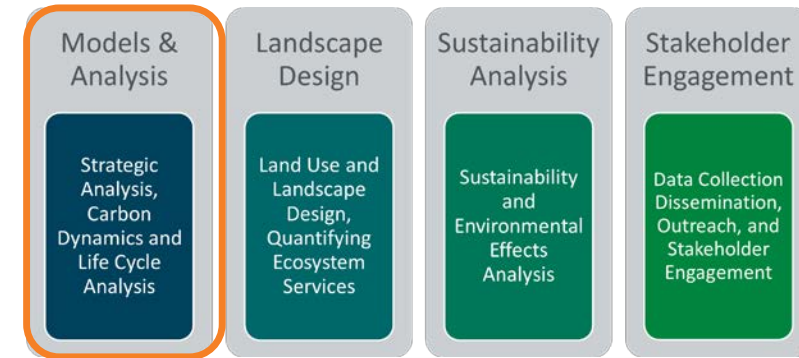 Models &
Analysis
Strategic
Analysis,
Carbon
Dynamics and
Life Cycle
Analysis
Landscape
Design
Land Use and
Landscape
Design,
Quantifying
Ecosystem
Services
Sustainability
Analysis
Sustainability
and
Environmental
Effects
Analysis
Stakeholder
Engagement
Data Collection
Dissemination,
Outreach, and
Stakeholder
Engagement